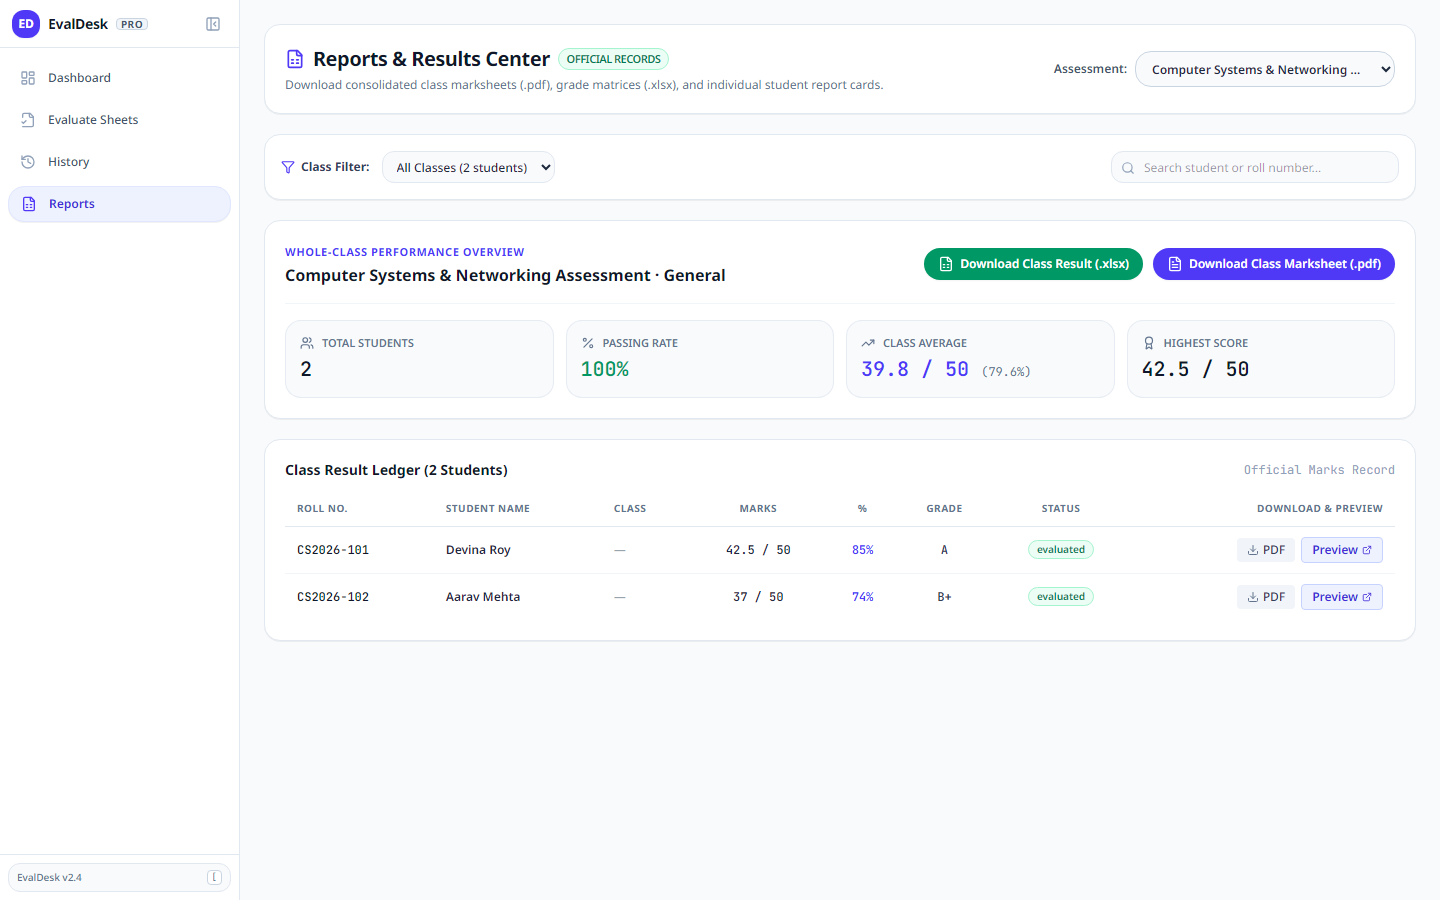 ED EvalDesk PRO
Dashboard
Evaluate Sheets
History
Reports
EvalDesk v2.4 [
Reports & Results Center OFFICIAL RECORDS
Download consolidated class marksheets (.pdf), grade matrices (.xlsx), and individual student report cards.
Assessment: Computer Systems & Networking ...
Class Filter: All Classes (2 students)
Search student or roll number...
WHOLE-CLASS PERFORMANCE OVERVIEW
Computer Systems & Networking Assessment · General
Download Class Result (.xlsx) Download Class Marksheet (.pdf)
TOTAL STUDENTS
2
PASSING RATE
100%
CLASS AVERAGE
39.8 / 50 (79.6%)
HIGHEST SCORE
42.5 / 50
Class Result Ledger (2 Students) Official Marks Record
ROLL NO. STUDENT NAME CLASS MARKS % GRADE STATUS DOWNLOAD & PREVIEW
CS2026-101 Devina Roy — 42.5 / 50 85% A evaluated PDF Preview
CS2026-102 Aarav Mehta — 37 / 50 74% B+ evaluated PDF Preview